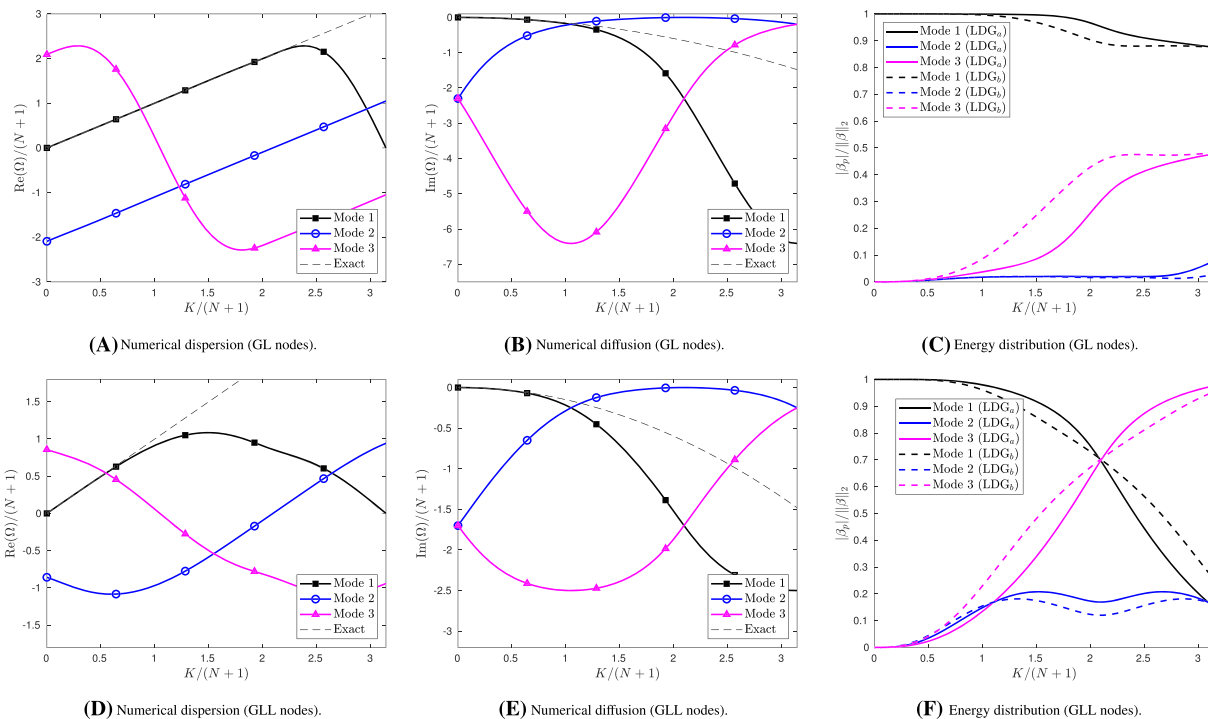 3
2
1
0
-1
-2
-3
Re(Ω)/(N + 1)
0 0.5 1 1.5 2 2.5 3
K/(N + 1)
Mode 1
Mode 2
Mode 3
Exact
(A) Numerical dispersion (GL nodes).
0
-1
-2
-3
-4
-5
-6
-7
Im(Ω)/(N + 1)
0 0.5 1 1.5 2 2.5 3
K/(N + 1)
Mode 1
Mode 2
Mode 3
Exact
(B) Numerical diffusion (GL nodes).
1
0.9
0.8
0.7
0.6
0.5
0.4
0.3
0.2
0.1
0
|β_p|/||β||_2
0 0.5 1 1.5 2 2.5 3
K/(N + 1)
Mode 1 (LDG_a)
Mode 2 (LDG_a)
Mode 3 (LDG_a)
Mode 1 (LDG_b)
Mode 2 (LDG_b)
Mode 3 (LDG_b)
(C) Energy distribution (GL nodes).
1.5
1
0.5
0
-0.5
-1
-1.5
Re(Ω)/(N + 1)
0 0.5 1 1.5 2 2.5 3
K/(N + 1)
Mode 1
Mode 2
Mode 3
Exact
(D) Numerical dispersion (GLL nodes).
0
-0.5
-1
-1.5
-2
-2.5
-3
Im(Ω)/(N + 1)
0 0.5 1 1.5 2 2.5 3
K/(N + 1)
Mode 1
Mode 2
Mode 3
Exact
(E) Numerical diffusion (GLL nodes).
1
0.9
0.8
0.7
0.6
0.5
0.4
0.3
0.2
0.1
0
|β_p|/||β||_2
0 0.5 1 1.5 2 2.5 3
K/(N + 1)
Mode 1 (LDG_a)
Mode 2 (LDG_a)
Mode 3 (LDG_a)
Mode 1 (LDG_b)
Mode 2 (LDG_b)
Mode 3 (LDG_b)
(F) Energy distribution (GLL nodes).